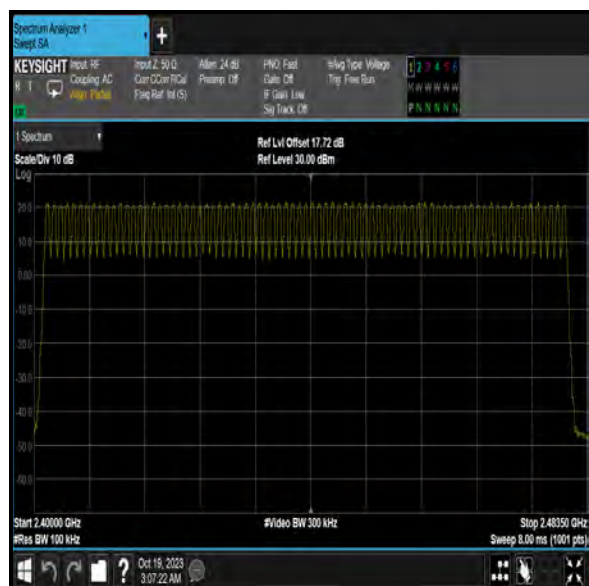 Spectrum Analyzer 1
Swept SA
+
KEYSIGHT Input: RF Input Z: 50 Ω Atten: 24 dB PNO: Fast #Avg Type: Voltage 1 2 3 4 5 6
R T Coupling: AC Corr CCorr RCal Preamp: Off Gate: Off Trig: Free Run M W W W W W
Align: Partial Freq Ref: Int (S) IF Gain: Low P N N N N N
Sig Track: Off
1 Spectrum
Ref Lvl Offset 17.72 dB
Scale/Div 10 dB Ref Level 30.00 dBm
Log
20.0
10.0
0.00
-10.0
-20.0
-30.0
-40.0
-50.0
-60.0
Start 2.40000 GHz #Video BW 300 kHz Stop 2.48350 GHz
#Res BW 100 kHz Sweep 8.00 ms (1001 pts)
? Oct 19, 2023
3:07:22 AM